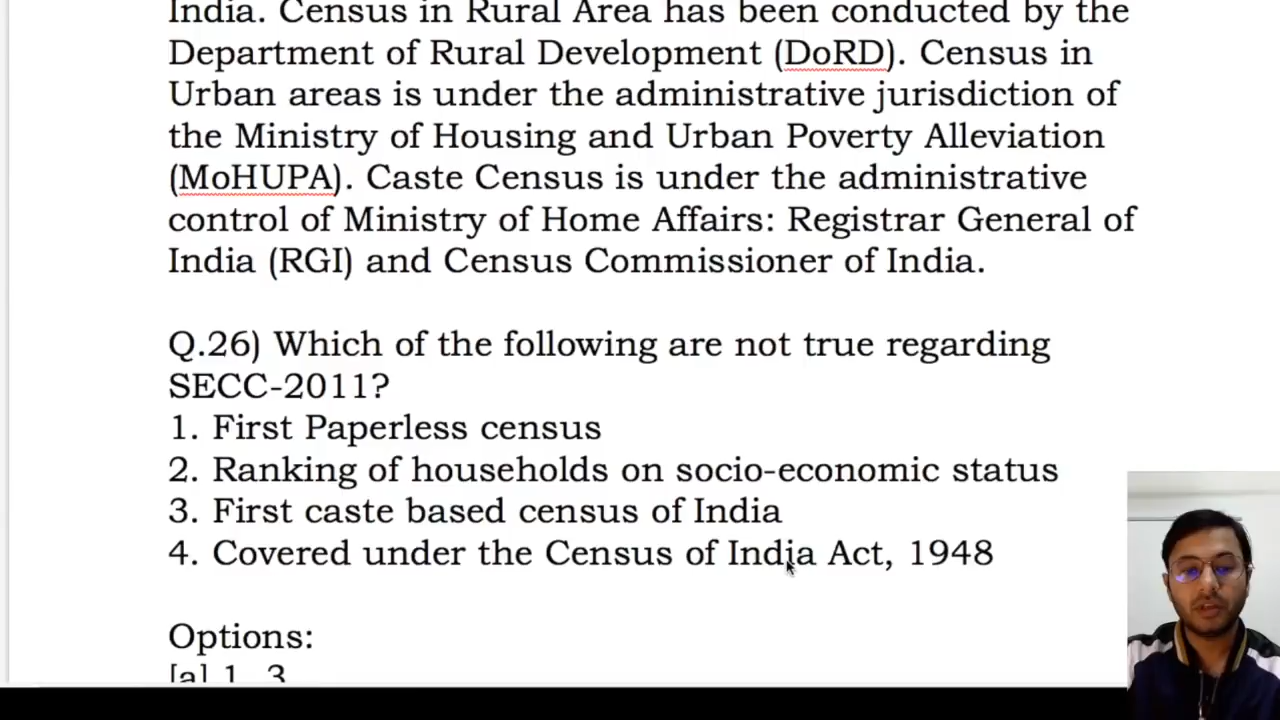 India. Census in Rural Area has been conducted by the
Department of Rural Development (DoRD). Census in
Urban areas is under the administrative jurisdiction of
the Ministry of Housing and Urban Poverty Alleviation
(MoHUPA). Caste Census is under the administrative
control of Ministry of Home Affairs: Registrar General of
India (RGI) and Census Commissioner of India.
Q.26) Which of the following are not true regarding
SECC-2011?
1. First Paperless census
2. Ranking of households on socio-economic status
3. First caste based census of India
4. Covered under the Census of India Act, 1948
Options:
[a] 1, 3